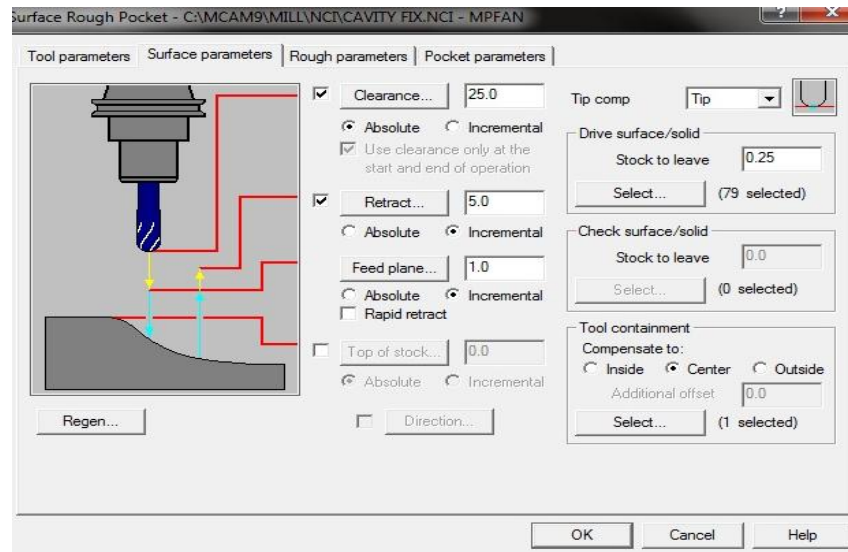 Surface Rough Pocket - C:\MCAM9\MILL\NCI\CAVITY FIX.NCI - MPFAN
Tool parameters Surface parameters Rough parameters Pocket parameters
Clearance... 25.0
Absolute Incremental
Use clearance only at the
start and end of operation
Retract... 5.0
Absolute Incremental
Feed plane... 1.0
Absolute Incremental
Rapid retract
Top of stock... 0.0
Absolute Incremental
Regen... Direction...
Tip comp Tip
Drive surface/solid
Stock to leave 0.25
Select... (79 selected)
Check surface/solid
Stock to leave 0.0
Select... (0 selected)
Tool containment
Compensate to:
Inside Center Outside
Additional offset 0.0
Select... (1 selected)
OK Cancel Help